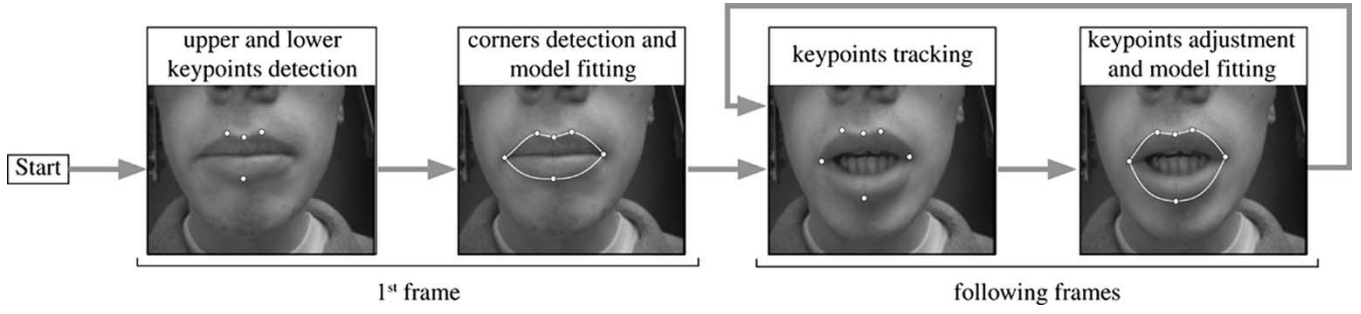 upper and lower
keypoints detection
corners detection and
model fitting
keypoints tracking
keypoints adjustment
and model fitting
Start
1st frame
following frames